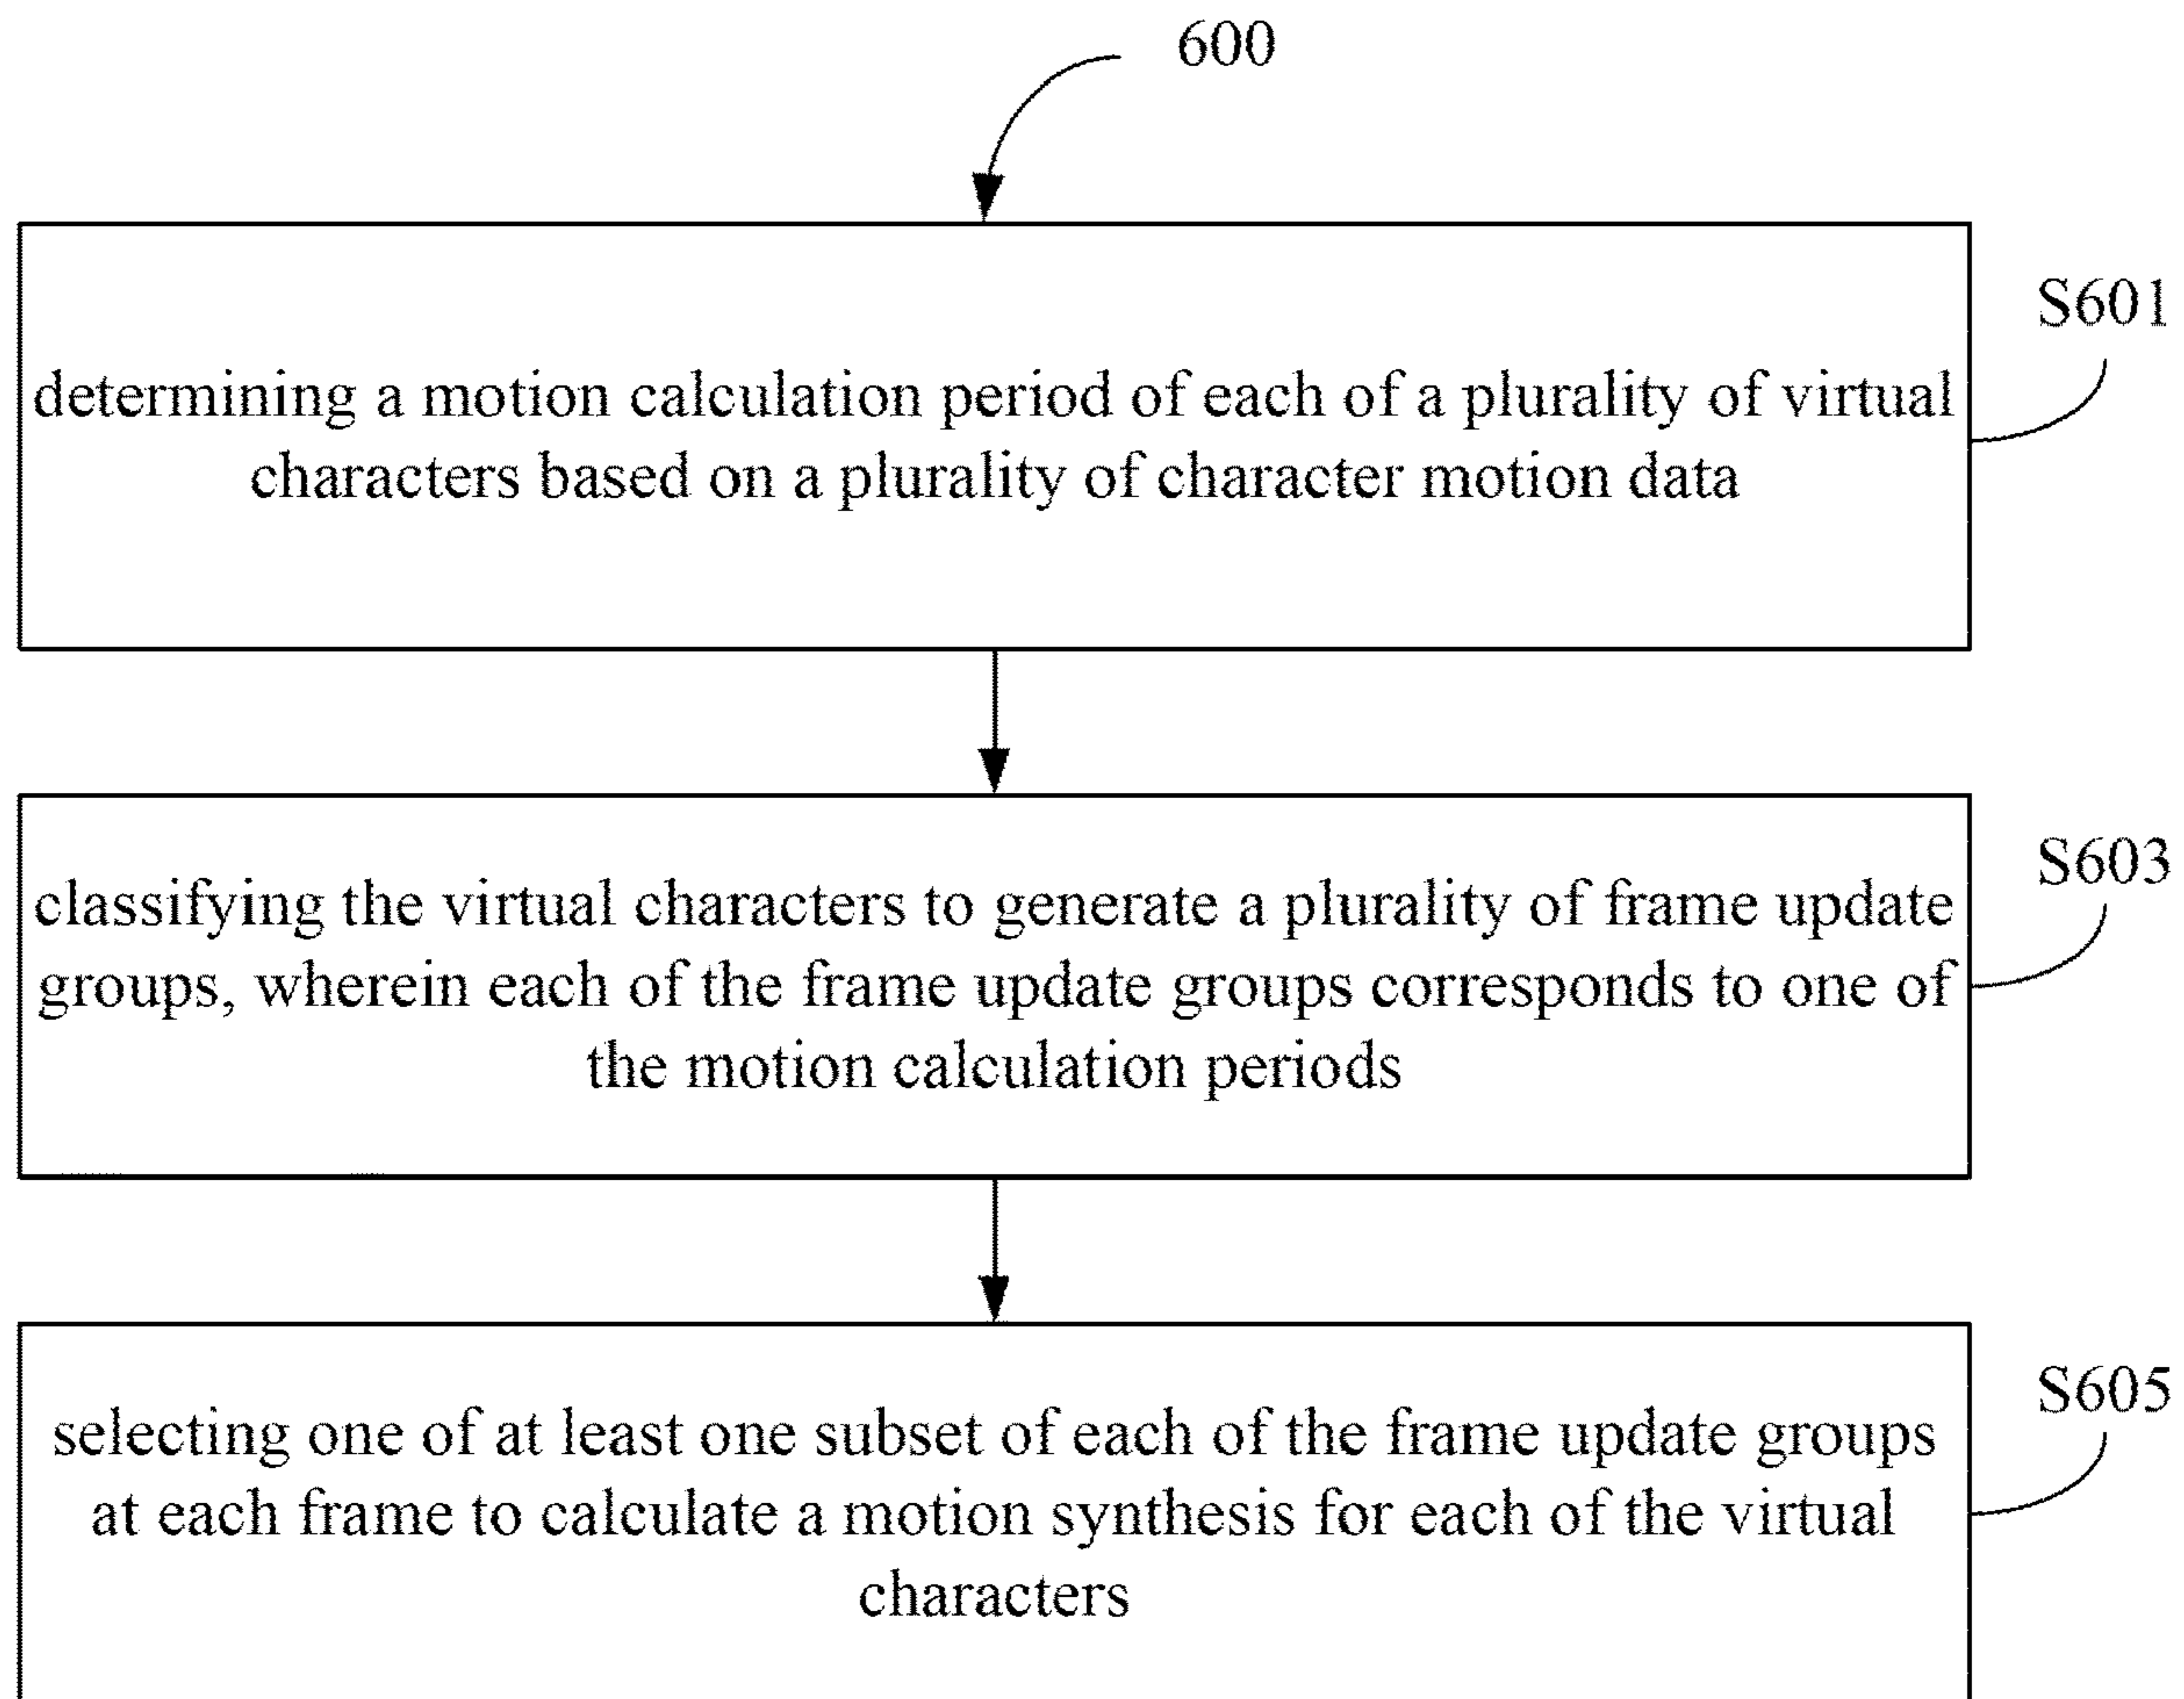 600
S601
determining a motion calculation period of each of a plurality of virtual
characters based on a plurality of character motion data
S603
classifying the virtual characters to generate a plurality of frame update
groups, wherein each of the frame update groups corresponds to one of
the motion calculation periods
S605
selecting one of at least one subset of each of the frame update groups
at each frame to calculate a motion synthesis for each of the virtual
characters